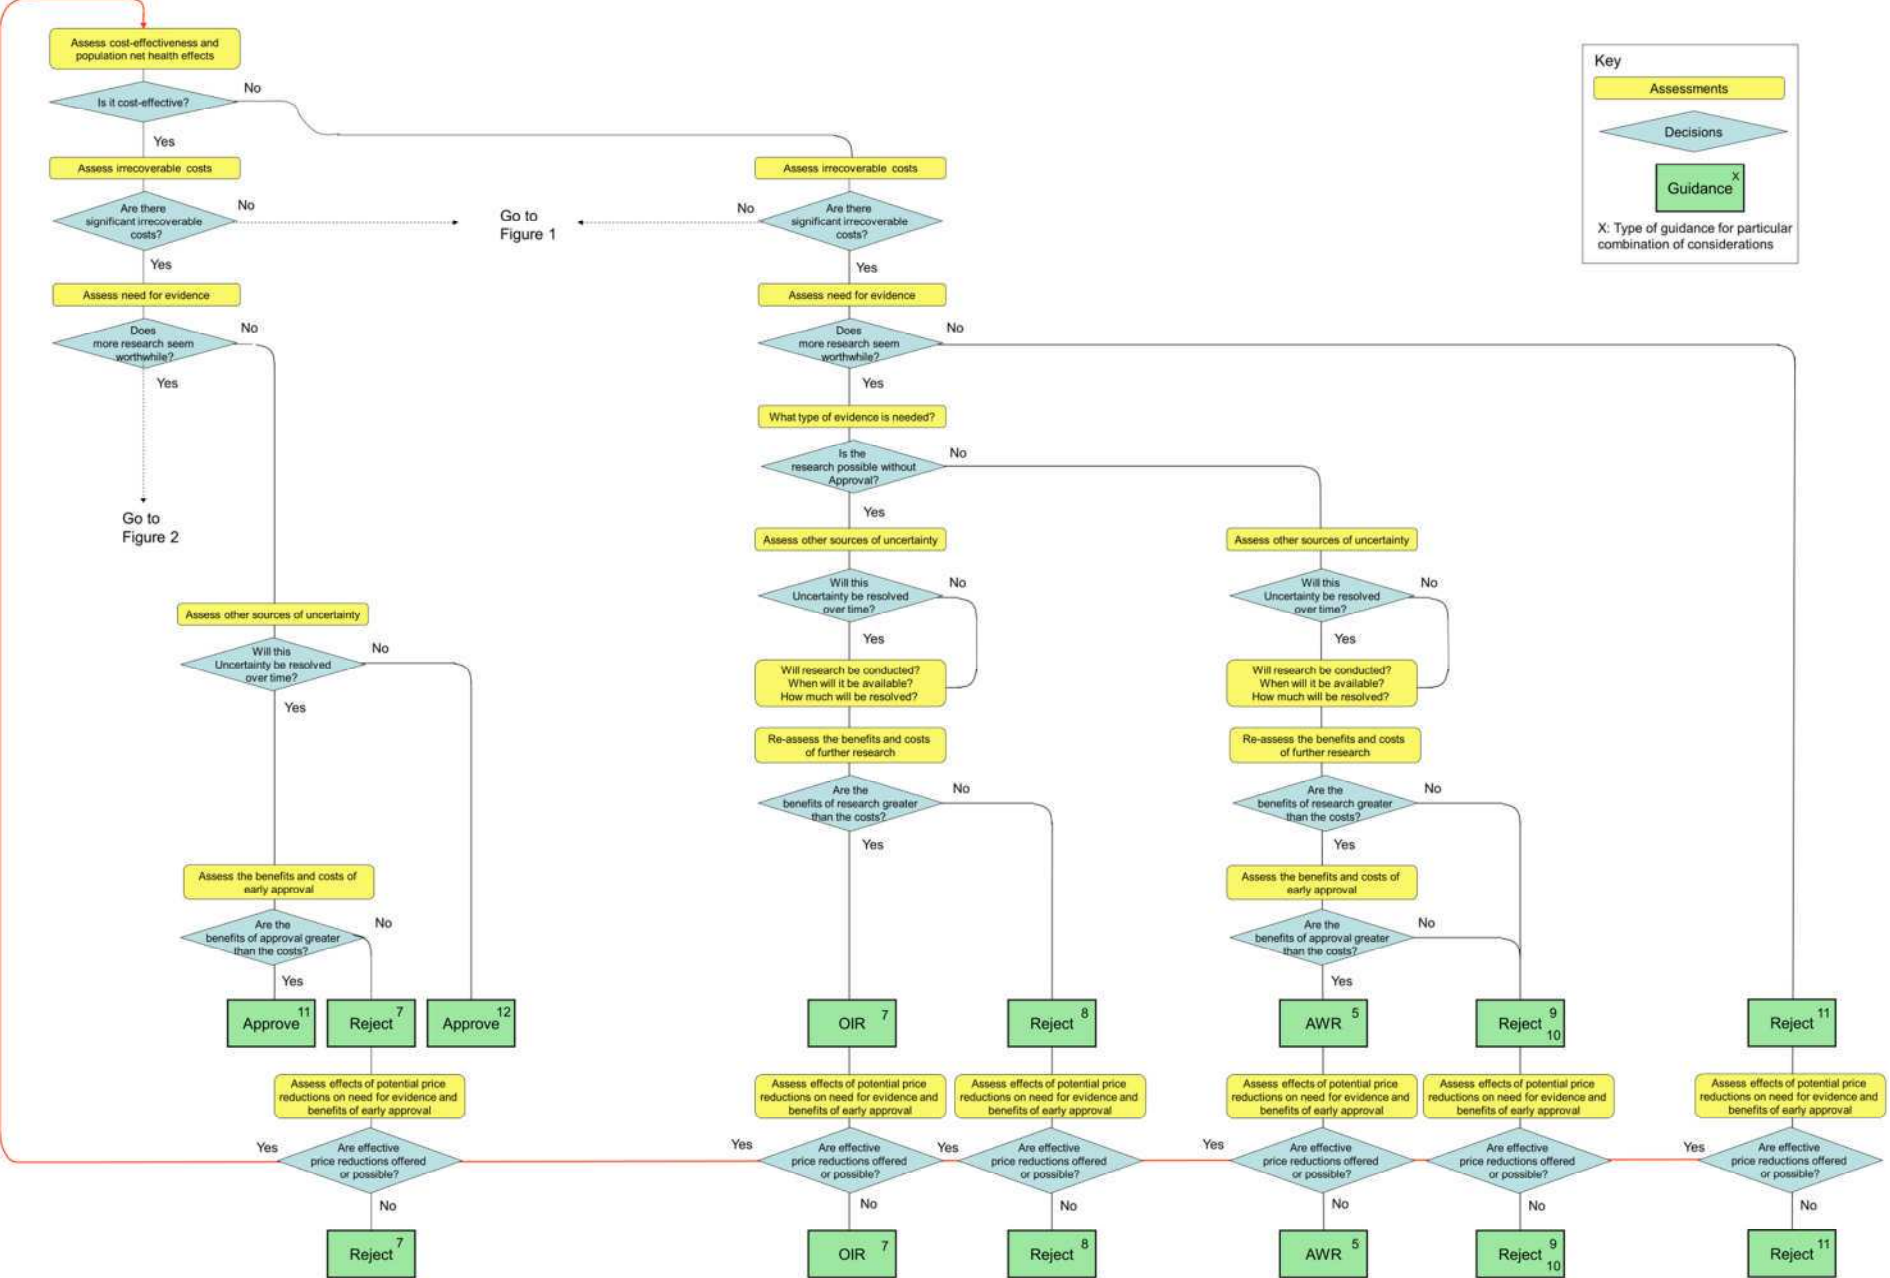 Assess cost-effectiveness and
population net health effects
Is it cost-effective?
No
Yes
Assess irrecoverable costs
Are there
significant irrecoverable
costs?
No
Go to
Figure 1
Yes
Assess need for evidence
Does
more research seem
worthwhile?
No
Yes
Go to
Figure 2
Assess other sources of uncertainty
Will this
Uncertainty be resolved
over time?
No
Yes
Assess the benefits and costs of
early approval
Are the
benefits of approval greater
than the costs?
No
Yes
Approve 11
Reject 7
Approve 12
Assess effects of potential price
reductions on need for evidence and
benefits of early approval
Yes
Are effective
price reductions offered
or possible?
No
Reject 7
Assess irrecoverable costs
No
Are there
significant irrecoverable
costs?
Yes
Assess need for evidence
Does
more research seem
worthwhile?
No
Yes
What type of evidence is needed?
Is the
research possible without
Approval?
No
Yes
Assess other sources of uncertainty
Will this
Uncertainty be resolved
over time?
No
Yes
Will research be conducted?
When will it be available?
How much will be resolved?
Re-assess the benefits and costs
of further research
Are the
benefits of research greater
than the costs?
No
Yes
OIR 7
Assess effects of potential price
reductions on need for evidence and
benefits of early approval
Yes
Are effective
price reductions offered
or possible?
No
OIR 7
Reject 8
Assess effects of potential price
reductions on need for evidence and
benefits of early approval
Yes
Are effective
price reductions offered
or possible?
No
Reject 8
Assess other sources of uncertainty
Will this
Uncertainty be resolved
over time?
No
Yes
Will research be conducted?
When will it be available?
How much will be resolved?
Re-assess the benefits and costs
of further research
Are the
benefits of research greater
than the costs?
No
Yes
Assess the benefits and costs of
early approval
Are the
benefits of approval greater
than the costs?
No
Yes
AWR 5
Assess effects of potential price
reductions on need for evidence and
benefits of early approval
Yes
Are effective
price reductions offered
or possible?
No
AWR 5
Reject 9
10
Assess effects of potential price
reductions on need for evidence and
benefits of early approval
Are effective
price reductions offered
or possible?
No
Reject 9
10
Reject 11
Assess effects of potential price
reductions on need for evidence and
benefits of early approval
Yes
Are effective
price reductions offered
or possible?
No
Reject 11
Key
Assessments
Decisions
Guidance X
X: Type of guidance for particular
combination of considerations